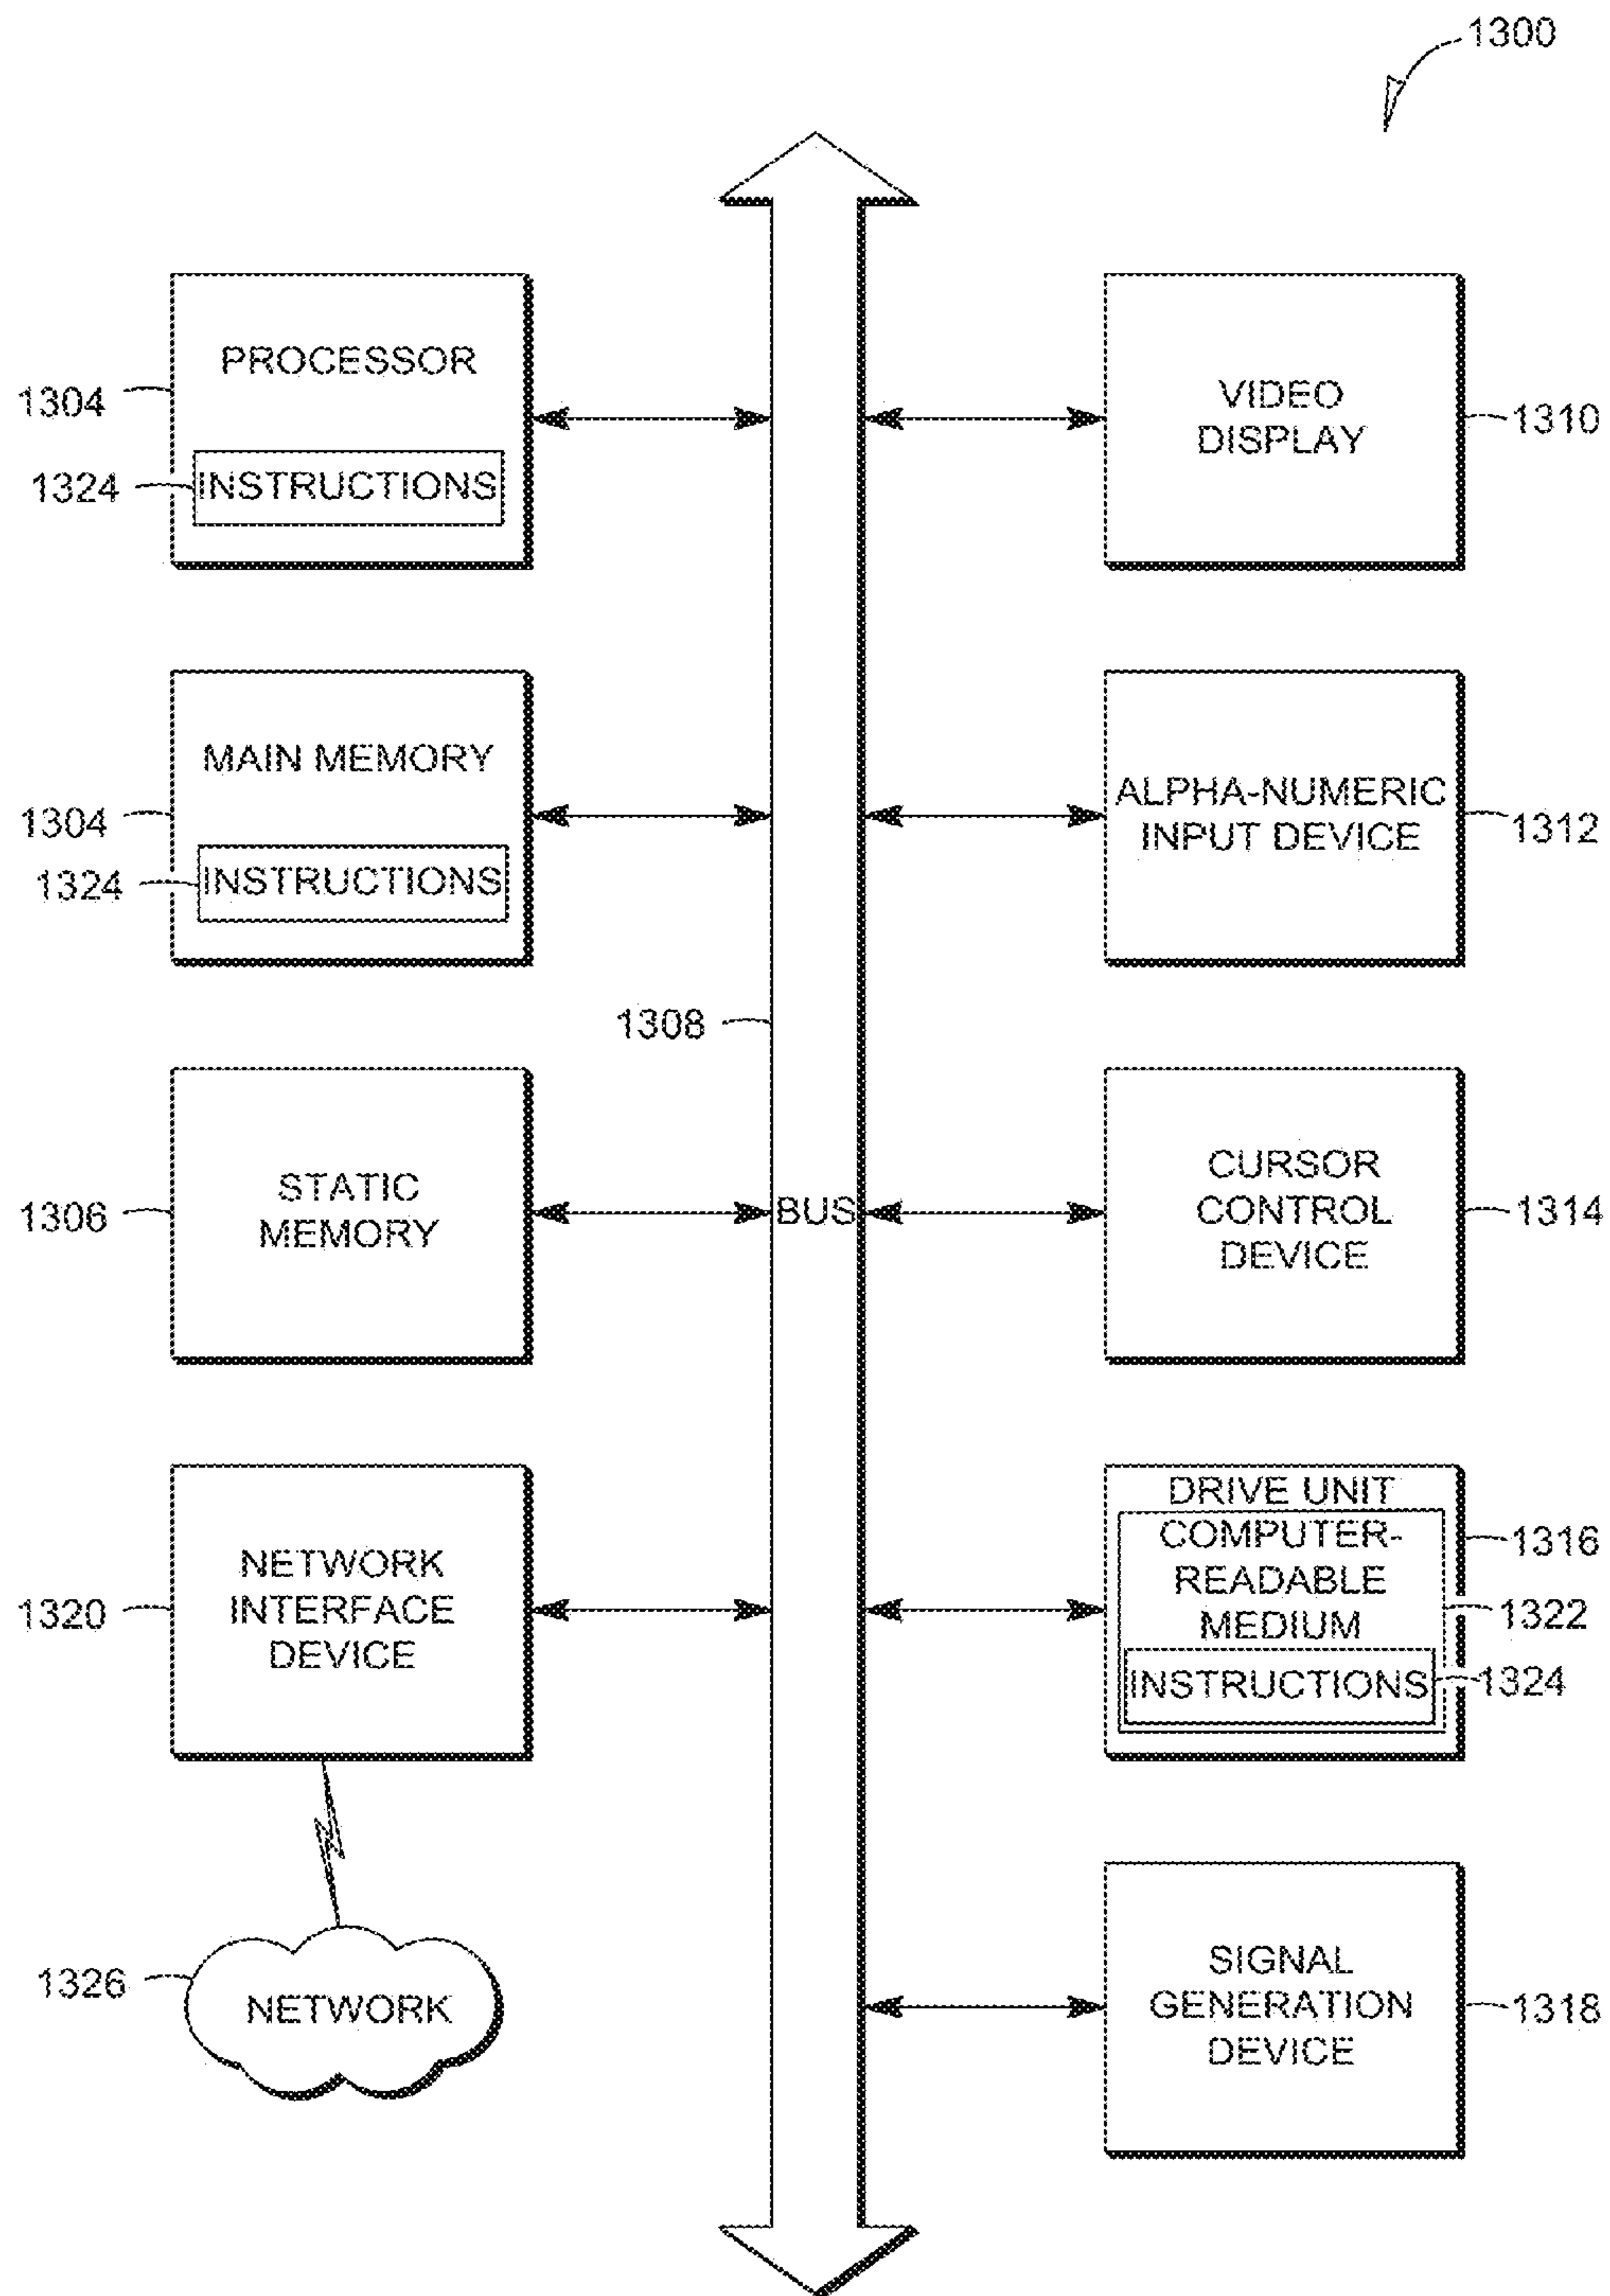 1300
PROCESSOR
1304
1324
INSTRUCTIONS
VIDEO
DISPLAY
1310
MAIN MEMORY
1304
1324
INSTRUCTIONS
ALPHA-NUMERIC
INPUT DEVICE
1312
1308
STATIC
MEMORY
1306
BUS
CURSOR
CONTROL
DEVICE
1314
NETWORK
INTERFACE
DEVICE
1320
DRIVE UNIT
COMPUTER-
READABLE
MEDIUM
INSTRUCTIONS
1316
1322
1324
1326
NETWORK
SIGNAL
GENERATION
DEVICE
1318